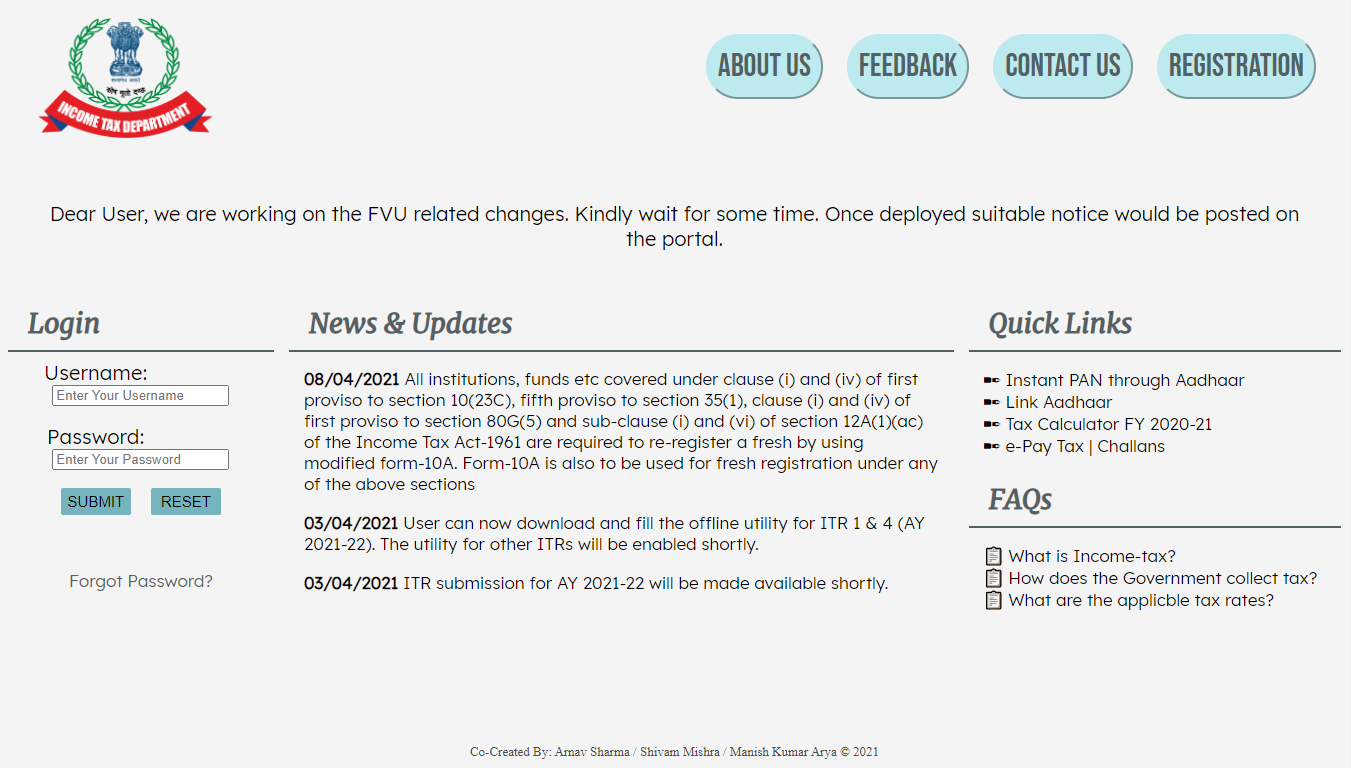 सत्यमेव जयते
कोष मूलो दण्डः
INCOME TAX DEPARTMENT
ABOUT US
FEEDBACK
CONTACT US
REGISTRATION
Dear User, we are working on the FVU related changes. Kindly wait for some time. Once deployed suitable notice would be posted on
the portal.
Login
Username:
Enter Your Username
Password:
Enter Your Password
SUBMIT
RESET
Forgot Password?
News & Updates
08/04/2021 All institutions, funds etc covered under clause (i) and (iv) of first
proviso to section 10(23C), fifth proviso to section 35(1), clause (i) and (iv) of
first proviso to section 80G(5) and sub-clause (i) and (vi) of section 12A(1)(ac)
of the Income Tax Act-1961 are required to re-register a fresh by using
modified form-10A. Form-10A is also to be used for fresh registration under any
of the above sections
03/04/2021 User can now download and fill the offline utility for ITR 1 & 4 (AY
2021-22). The utility for other ITRs will be enabled shortly.
03/04/2021 ITR submission for AY 2021-22 will be made available shortly.
Quick Links
Instant PAN through Aadhaar
Link Aadhaar
Tax Calculator FY 2020-21
e-Pay Tax | Challans
FAQs
What is Income-tax?
How does the Government collect tax?
What are the applicble tax rates?
Co-Created By: Arnav Sharma / Shivam Mishra / Manish Kumar Arya © 2021